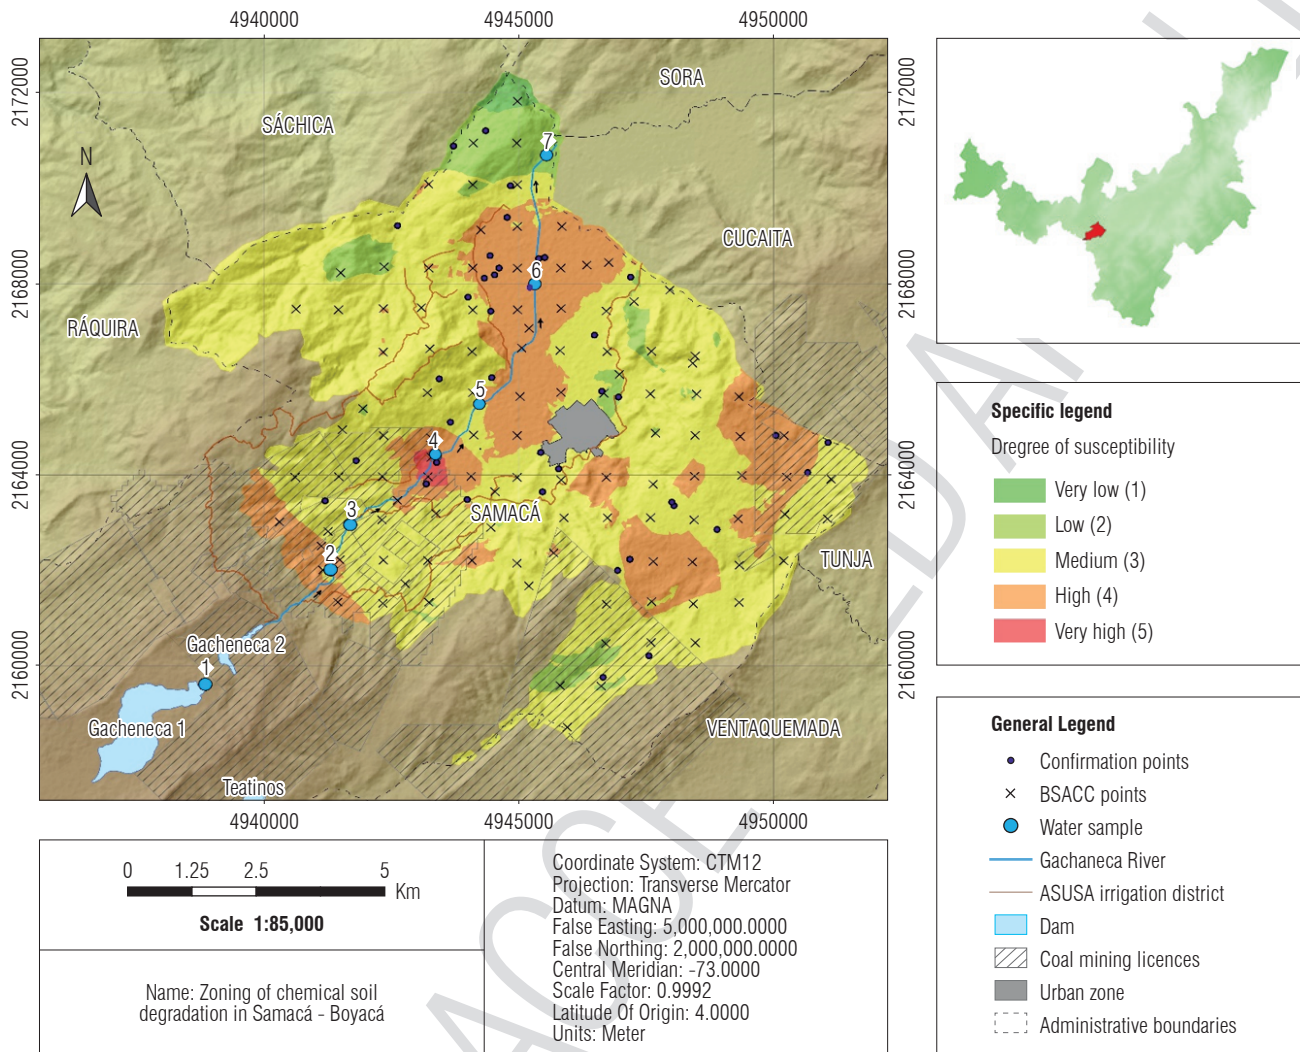 4940000 4945000 4950000
2172000 2172000
SORA
SÁCHICA
N
7
CUCAITA
6
2168000 2168000
RÁQUIRA
5
4
2164000 2164000
3
SAMACÁ
2
TUNJA
Gacheneca 2
1
2160000 2160000
Gacheneca 1
VENTAQUEMADA
Teatinos
4940000 4945000 4950000
Specific legend
Dregree of susceptibility
Very low (1)
Low (2)
Medium (3)
High (4)
Very high (5)
General Legend
Confirmation points
BSACC points
Water sample
Gachaneca River
ASUSA irrigation district
Dam
Coal mining licences
Urban zone
Administrative boundaries
0 1.25 2.5 5 Km
Scale 1:85,000
Name: Zoning of chemical soil
degradation in Samacá - Boyacá
Coordinate System: CTM12
Projection: Transverse Mercator
Datum: MAGNA
False Easting: 5,000,000.0000
False Northing: 2,000,000.0000
Central Meridian: -73.0000
Scale Factor: 0.9992
Latitude Of Origin: 4.0000
Units: Meter